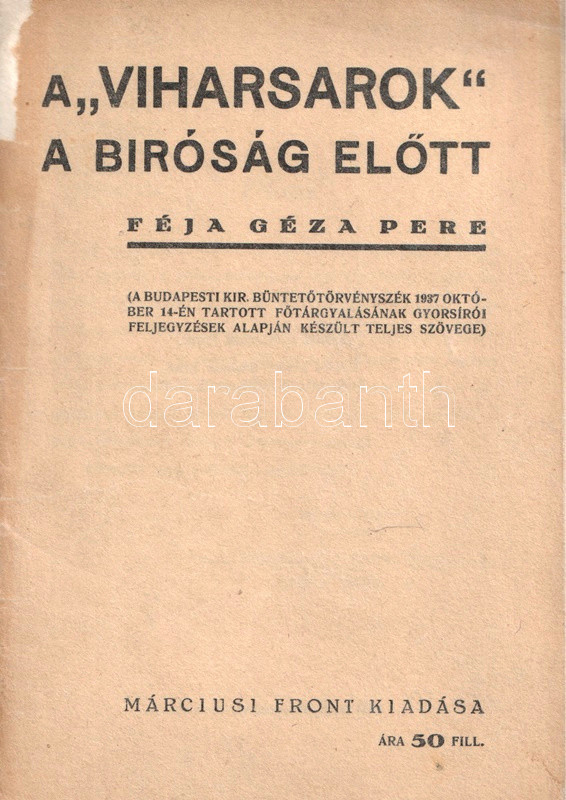 A „VIHARSAROK“
A BIRÓSÁG ELŐTT
FÉJA GÉZA PERE
(A BUDAPESTI KIR. BÜNTETŐTÖRVÉNYSZÉK 1937 OKTÓ-
BER 14-ÉN TARTOTT FŐTÁRGYALÁSÁNAK GYORSÍRÓI
FELJEGYZÉSEK ALAPJÁN KÉSZÜLT TELJES SZÖVEGE)
darabanth
MÁRCIUSI FRONT KIADÁSA
ÁRA 50 FILL.